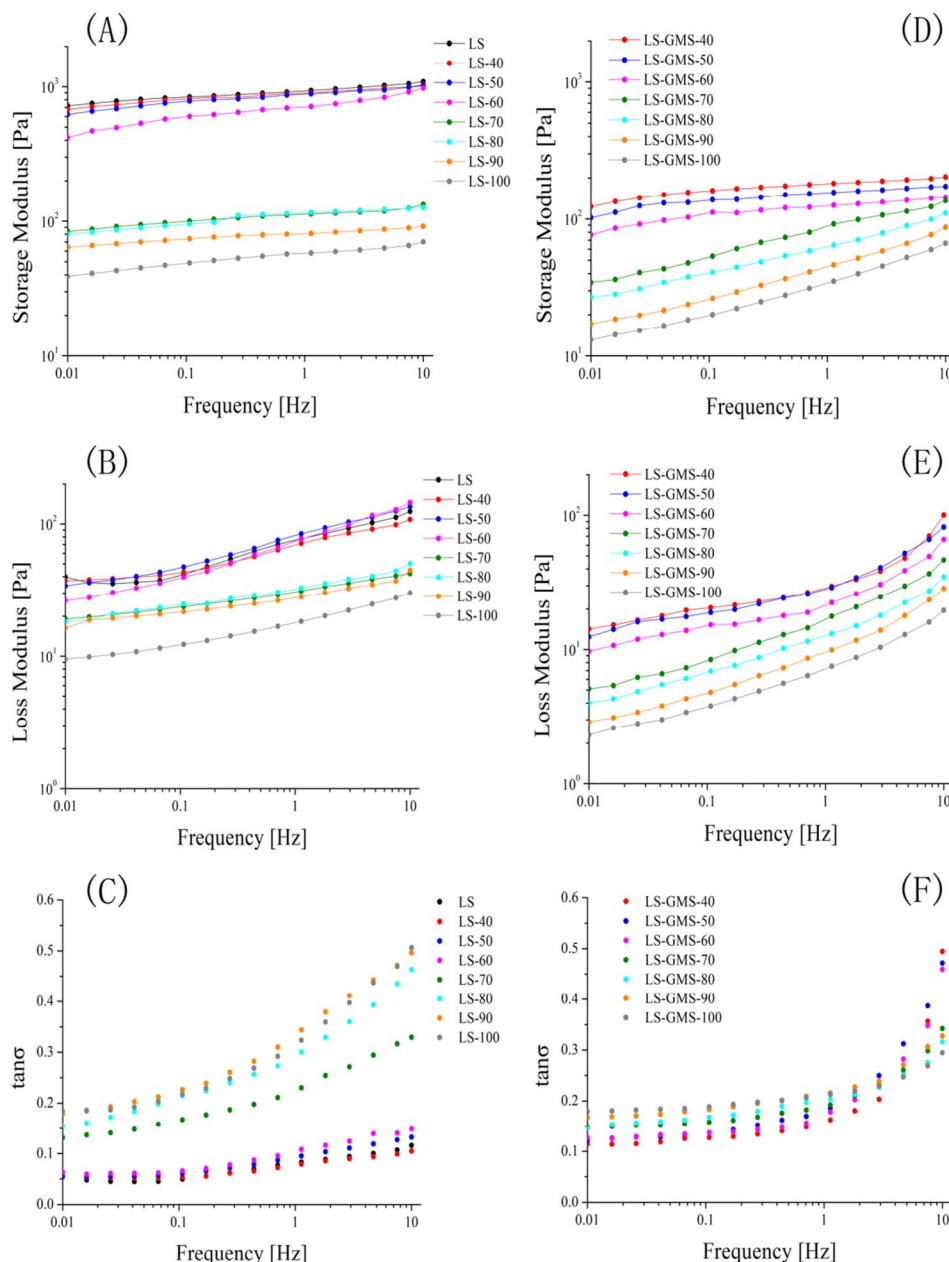 (A)
LS
LS-40
LS-50
LS-60
LS-70
LS-80
LS-90
LS-100
10³
10²
10¹
Storage Modulus [Pa]
0.01 0.1 1 10
Frequency [Hz]
(D)
LS-GMS-40
LS-GMS-50
LS-GMS-60
LS-GMS-70
LS-GMS-80
LS-GMS-90
LS-GMS-100
10³
10²
10¹
Storage Modulus [Pa]
0.01 0.1 1 10
Frequency [Hz]
(B)
LS
LS-40
LS-50
LS-60
LS-70
LS-80
LS-90
LS-100
10²
10¹
10⁰
Loss Modulus [Pa]
0.01 0.1 1 10
Frequency [Hz]
(E)
LS-GMS-40
LS-GMS-50
LS-GMS-60
LS-GMS-70
LS-GMS-80
LS-GMS-90
LS-GMS-100
10²
10¹
10⁰
Loss Modulus [Pa]
0.01 0.1 1 10
Frequency [Hz]
(C)
LS
LS-40
LS-50
LS-60
LS-70
LS-80
LS-90
LS-100
0.6
0.5
0.4
0.3
0.2
0.1
0.0
tanσ
0.01 0.1 1 10
Frequency [Hz]
(F)
LS-GMS-40
LS-GMS-50
LS-GMS-60
LS-GMS-70
LS-GMS-80
LS-GMS-90
LS-GMS-100
0.6
0.5
0.4
0.3
0.2
0.1
0.0
tanσ
0.01 0.1 1 10
Frequency [Hz]